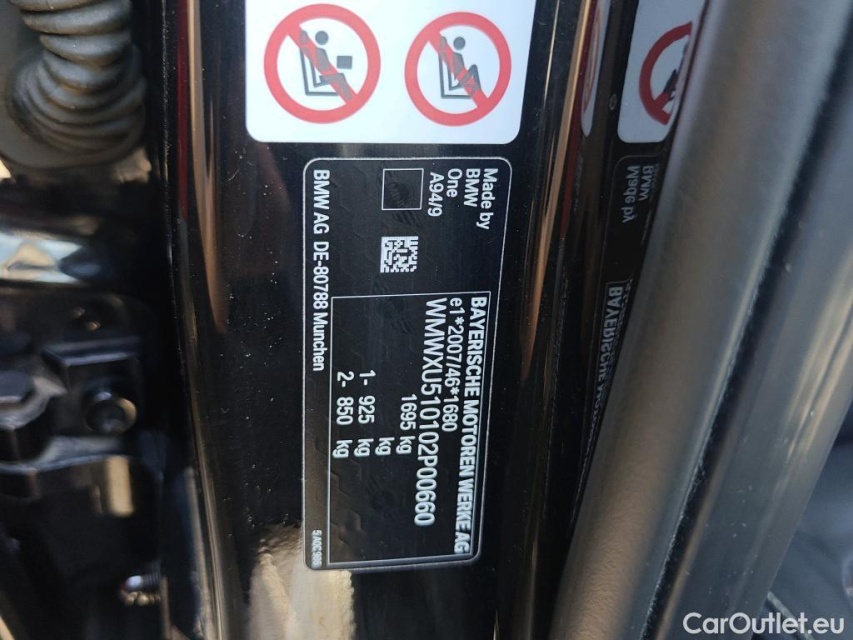 Made by
BMW
One
A94/9
BAYERISCHE MOTOREN WERKE AG
e1*2007/46*1680
WMWXU510102P00660
1695 kg
kg
1- 925 kg
2- 850 kg
BMW AG DE-80788 Munchen
CarOutlet.eu